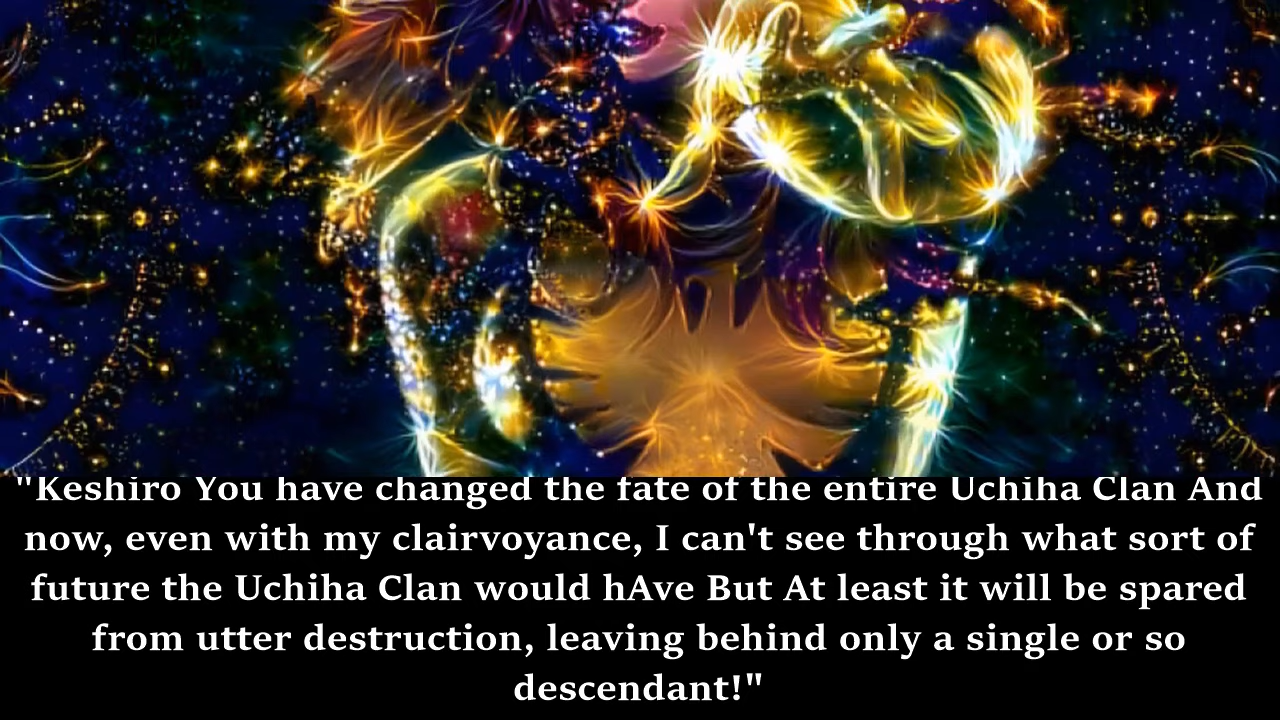 "Keshiro You have changed the fate of the entire Uchiha Clan And
now, even with my clairvoyance, I can't see through what sort of
future the Uchiha Clan would hAve But At least it will be spared
from utter destruction, leaving behind only a single or so
descendant!"